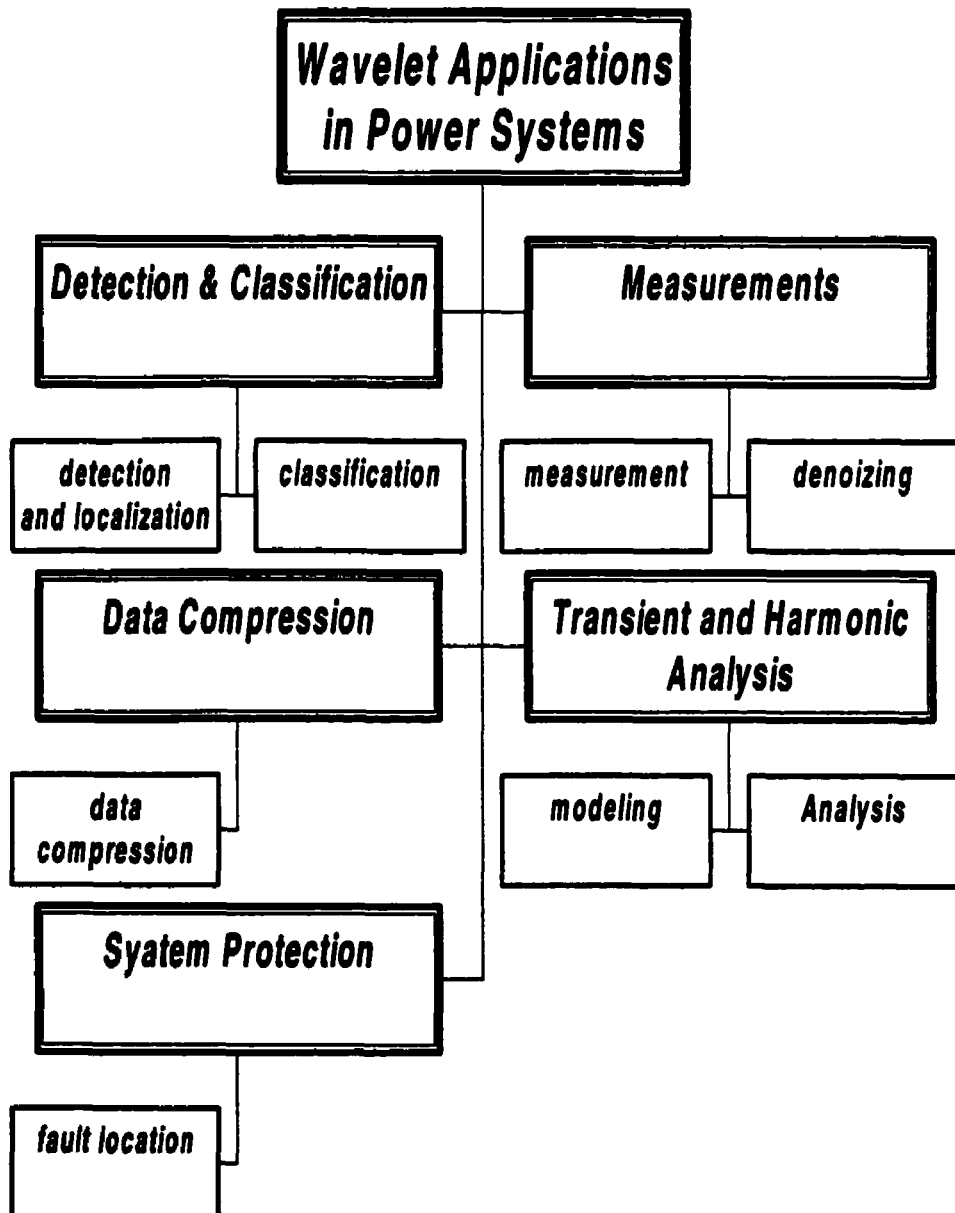 Wavelet Applications
in Power Systems
Detection & Classification
Measurements
detection
and localization
classification
measurement
denoizing
Data Compression
Transient and Harmonic
Analysis
data
compression
modeling
Analysis
Syatem Protection
fault location